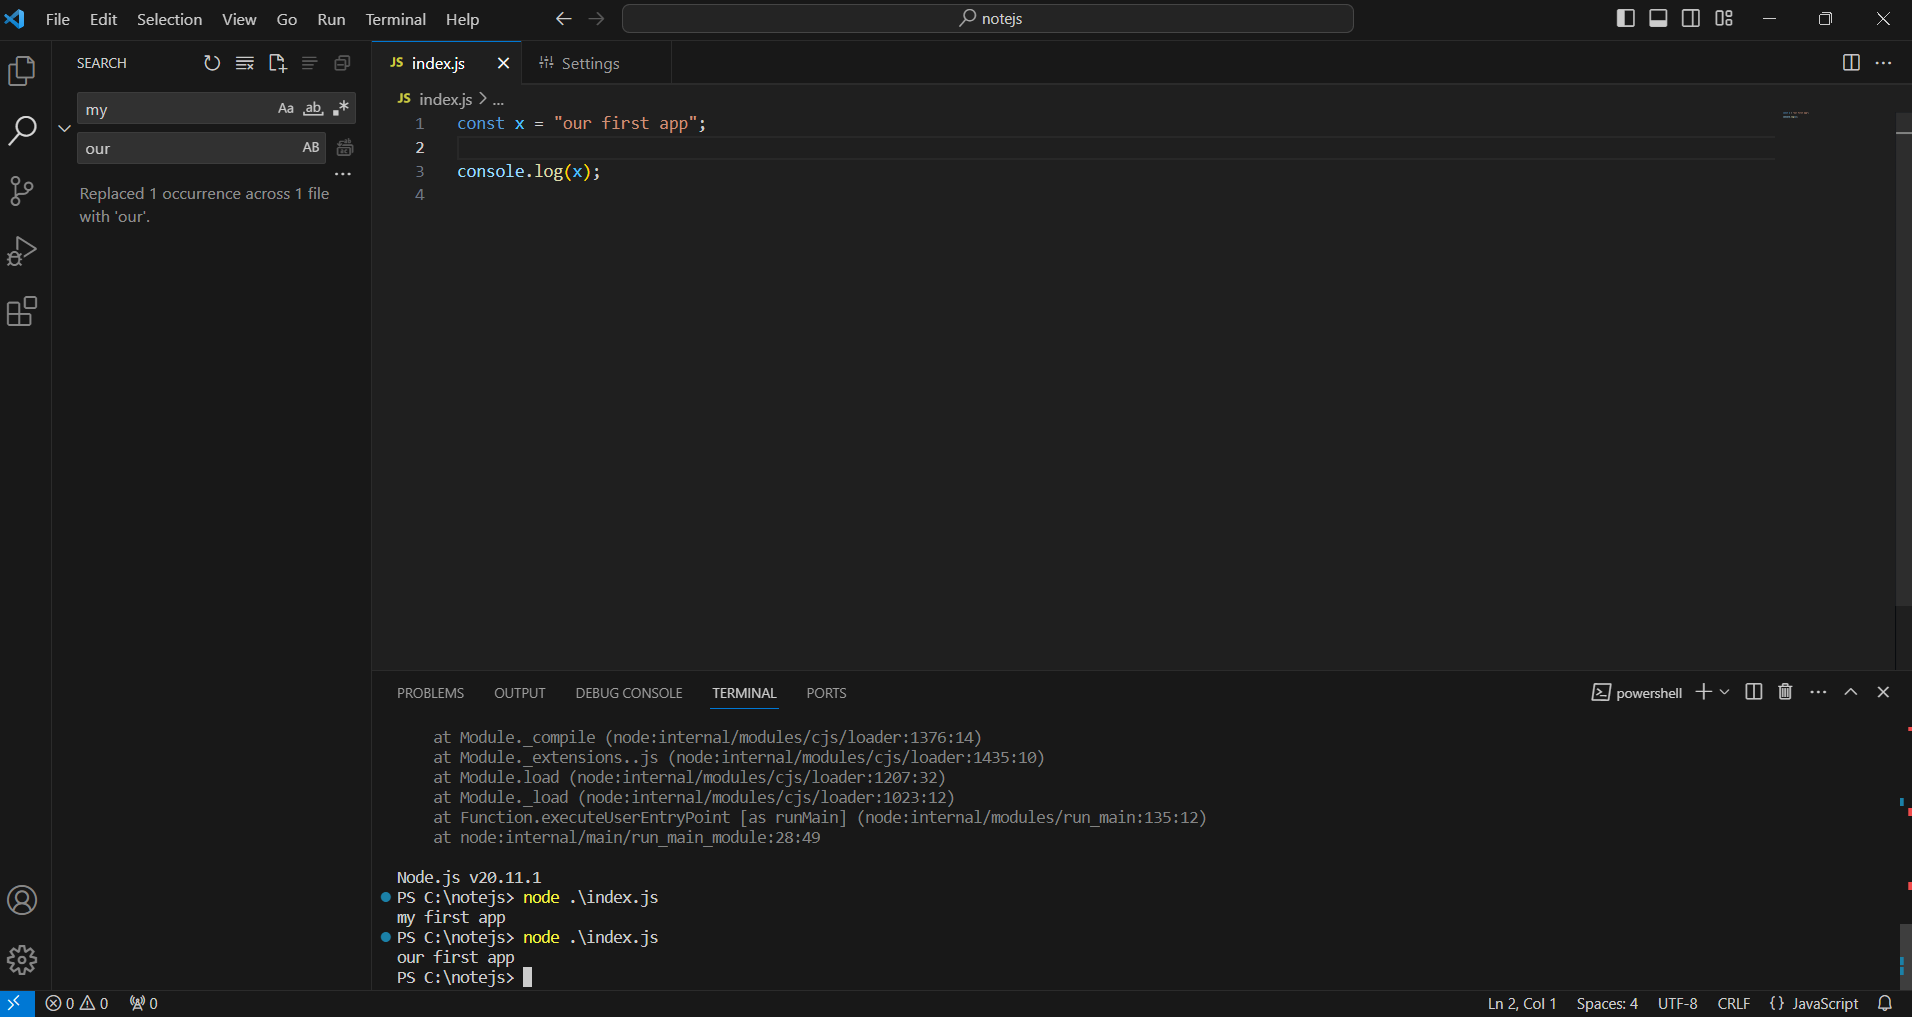 File Edit Selection View Go Run Terminal Help
notejs
SEARCH
my
Aa ab .*
our
AB
Replaced 1 occurrence across 1 file
with 'our'.
JS index.js
Settings
JS index.js > ...
1 const x = "our first app";
2
3 console.log(x);
4
PROBLEMS OUTPUT DEBUG CONSOLE TERMINAL PORTS
powershell
at Module._compile (node:internal/modules/cjs/loader:1376:14)
at Module._extensions..js (node:internal/modules/cjs/loader:1435:10)
at Module.load (node:internal/modules/cjs/loader:1207:32)
at Module._load (node:internal/modules/cjs/loader:1023:12)
at Function.executeUserEntryPoint [as runMain] (node:internal/modules/run_main:135:12)
at node:internal/main/run_main_module:28:49
Node.js v20.11.1
PS C:\notejs> node .\index.js
my first app
PS C:\notejs> node .\index.js
our first app
PS C:\notejs>
0 0 0
Ln 2, Col 1 Spaces: 4 UTF-8 CRLF {} JavaScript